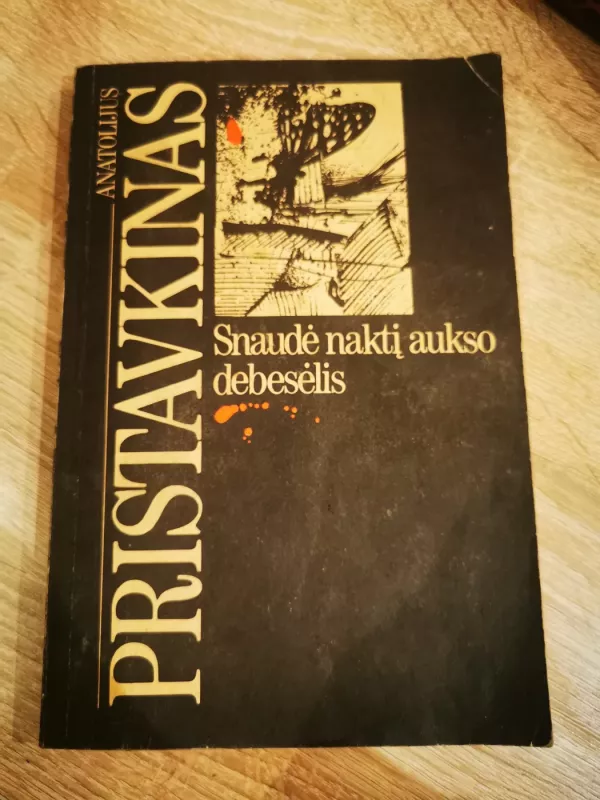 ANATOLIJUS
PRISTAVKINAS
Snaudė naktį aukso
debesėlis